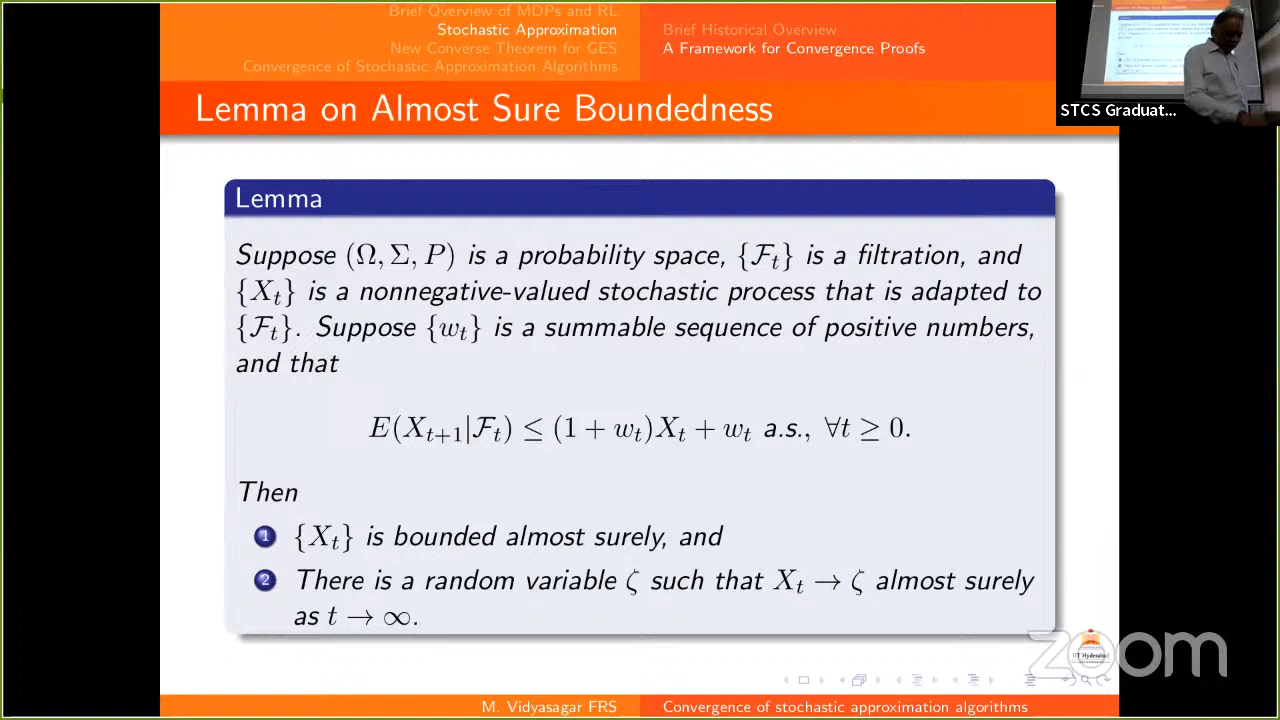 Brief Overview of MDPs and RL
Stochastic Approximation
New Converse Theorem for GES
Convergence of Stochastic Approximation Algorithms
Brief Historical Overview
A Framework for Convergence Proofs
STCS Graduat...
Lemma on Almost Sure Boundedness
Lemma
Suppose (Ω, Σ, P) is a probability space, {ℱ_t} is a filtration, and
{X_t} is a nonnegative-valued stochastic process that is adapted to
{ℱ_t}. Suppose {w_t} is a summable sequence of positive numbers,
and that
E(X_{t+1}|ℱ_t) ≤ (1 + w_t)X_t + w_t a.s., ∀t ≥ 0.
Then
1 {X_t} is bounded almost surely, and
2 There is a random variable ζ such that X_t → ζ almost surely
as t → ∞.
zoom
M. Vidyasagar FRS
Convergence of stochastic approximation algorithms